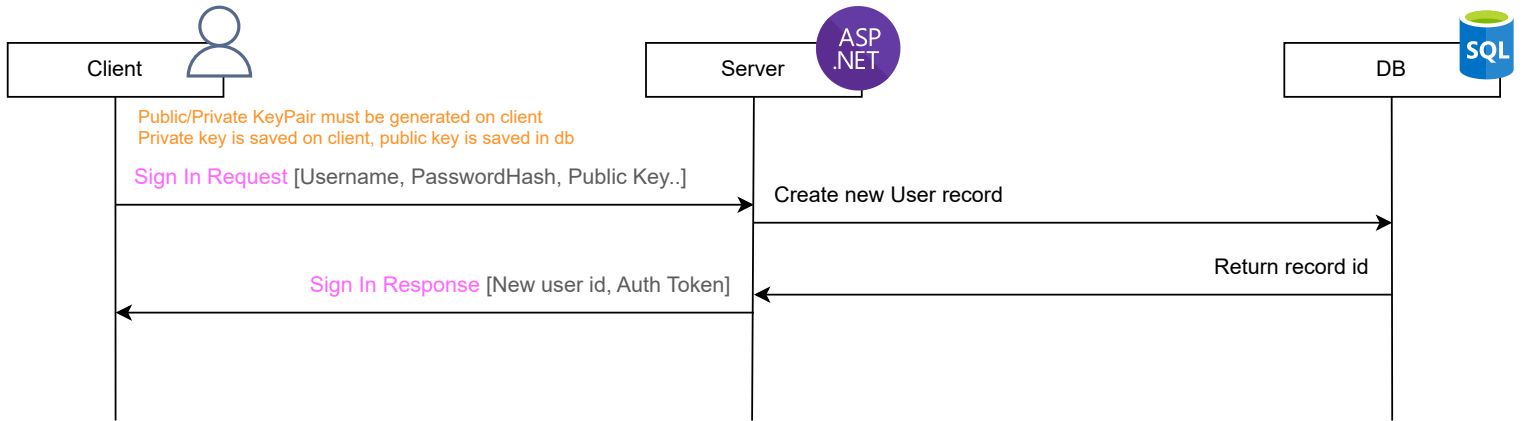 Client
Server
ASP
.NET
DB
SQL
Public/Private KeyPair must be generated on client
Private key is saved on client, public key is saved in db
Sign In Request [Username, PasswordHash, Public Key..]
Create new User record
Return record id
Sign In Response [New user id, Auth Token]